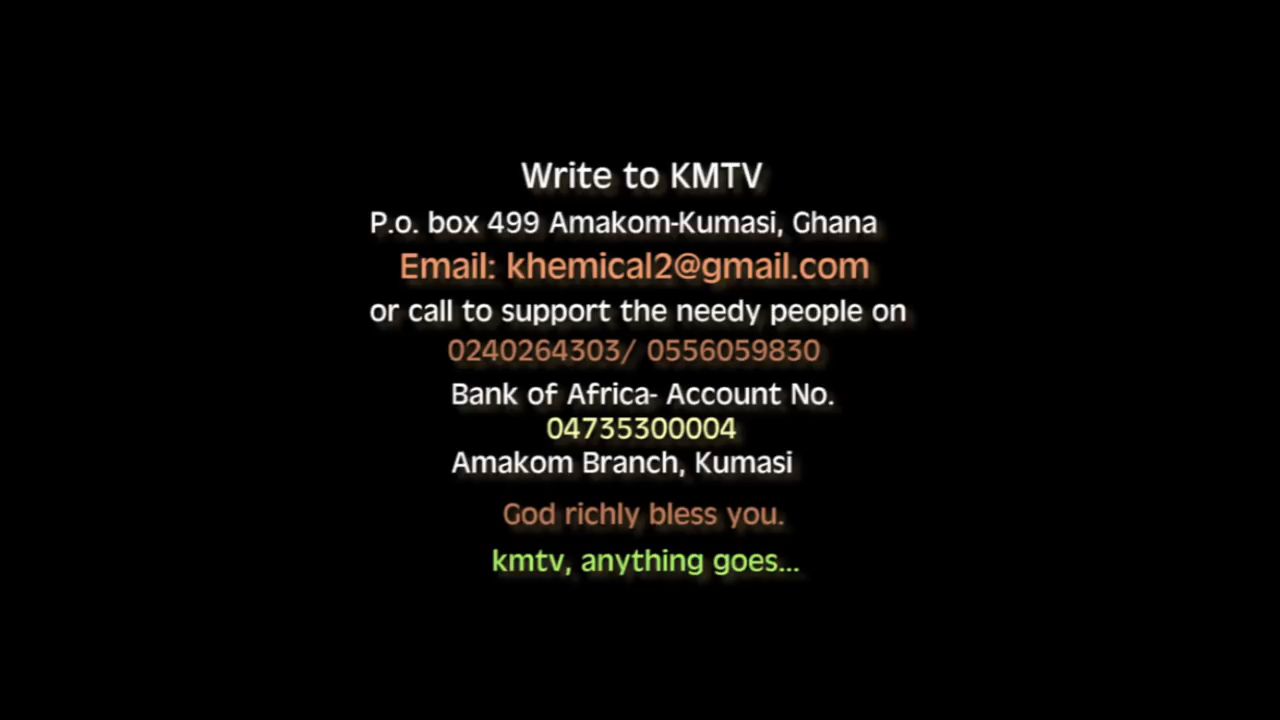 Write to KMTV
P.o. box 499 Amakom-Kumasi, Ghana
Email: khemical2@gmail.com
or call to support the needy people on
0240264303/ 0556059830
Bank of Africa- Account No.
04735300004
Amakom Branch, Kumasi
God richly bless you.
kmtv, anything goes...